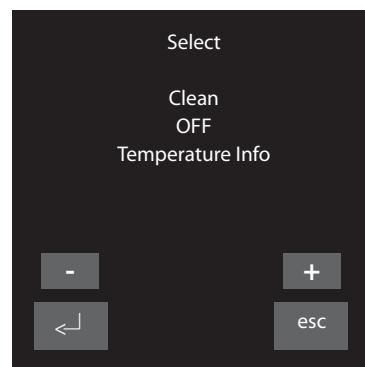 Select
Clean
OFF
Temperature Info
- +
esc